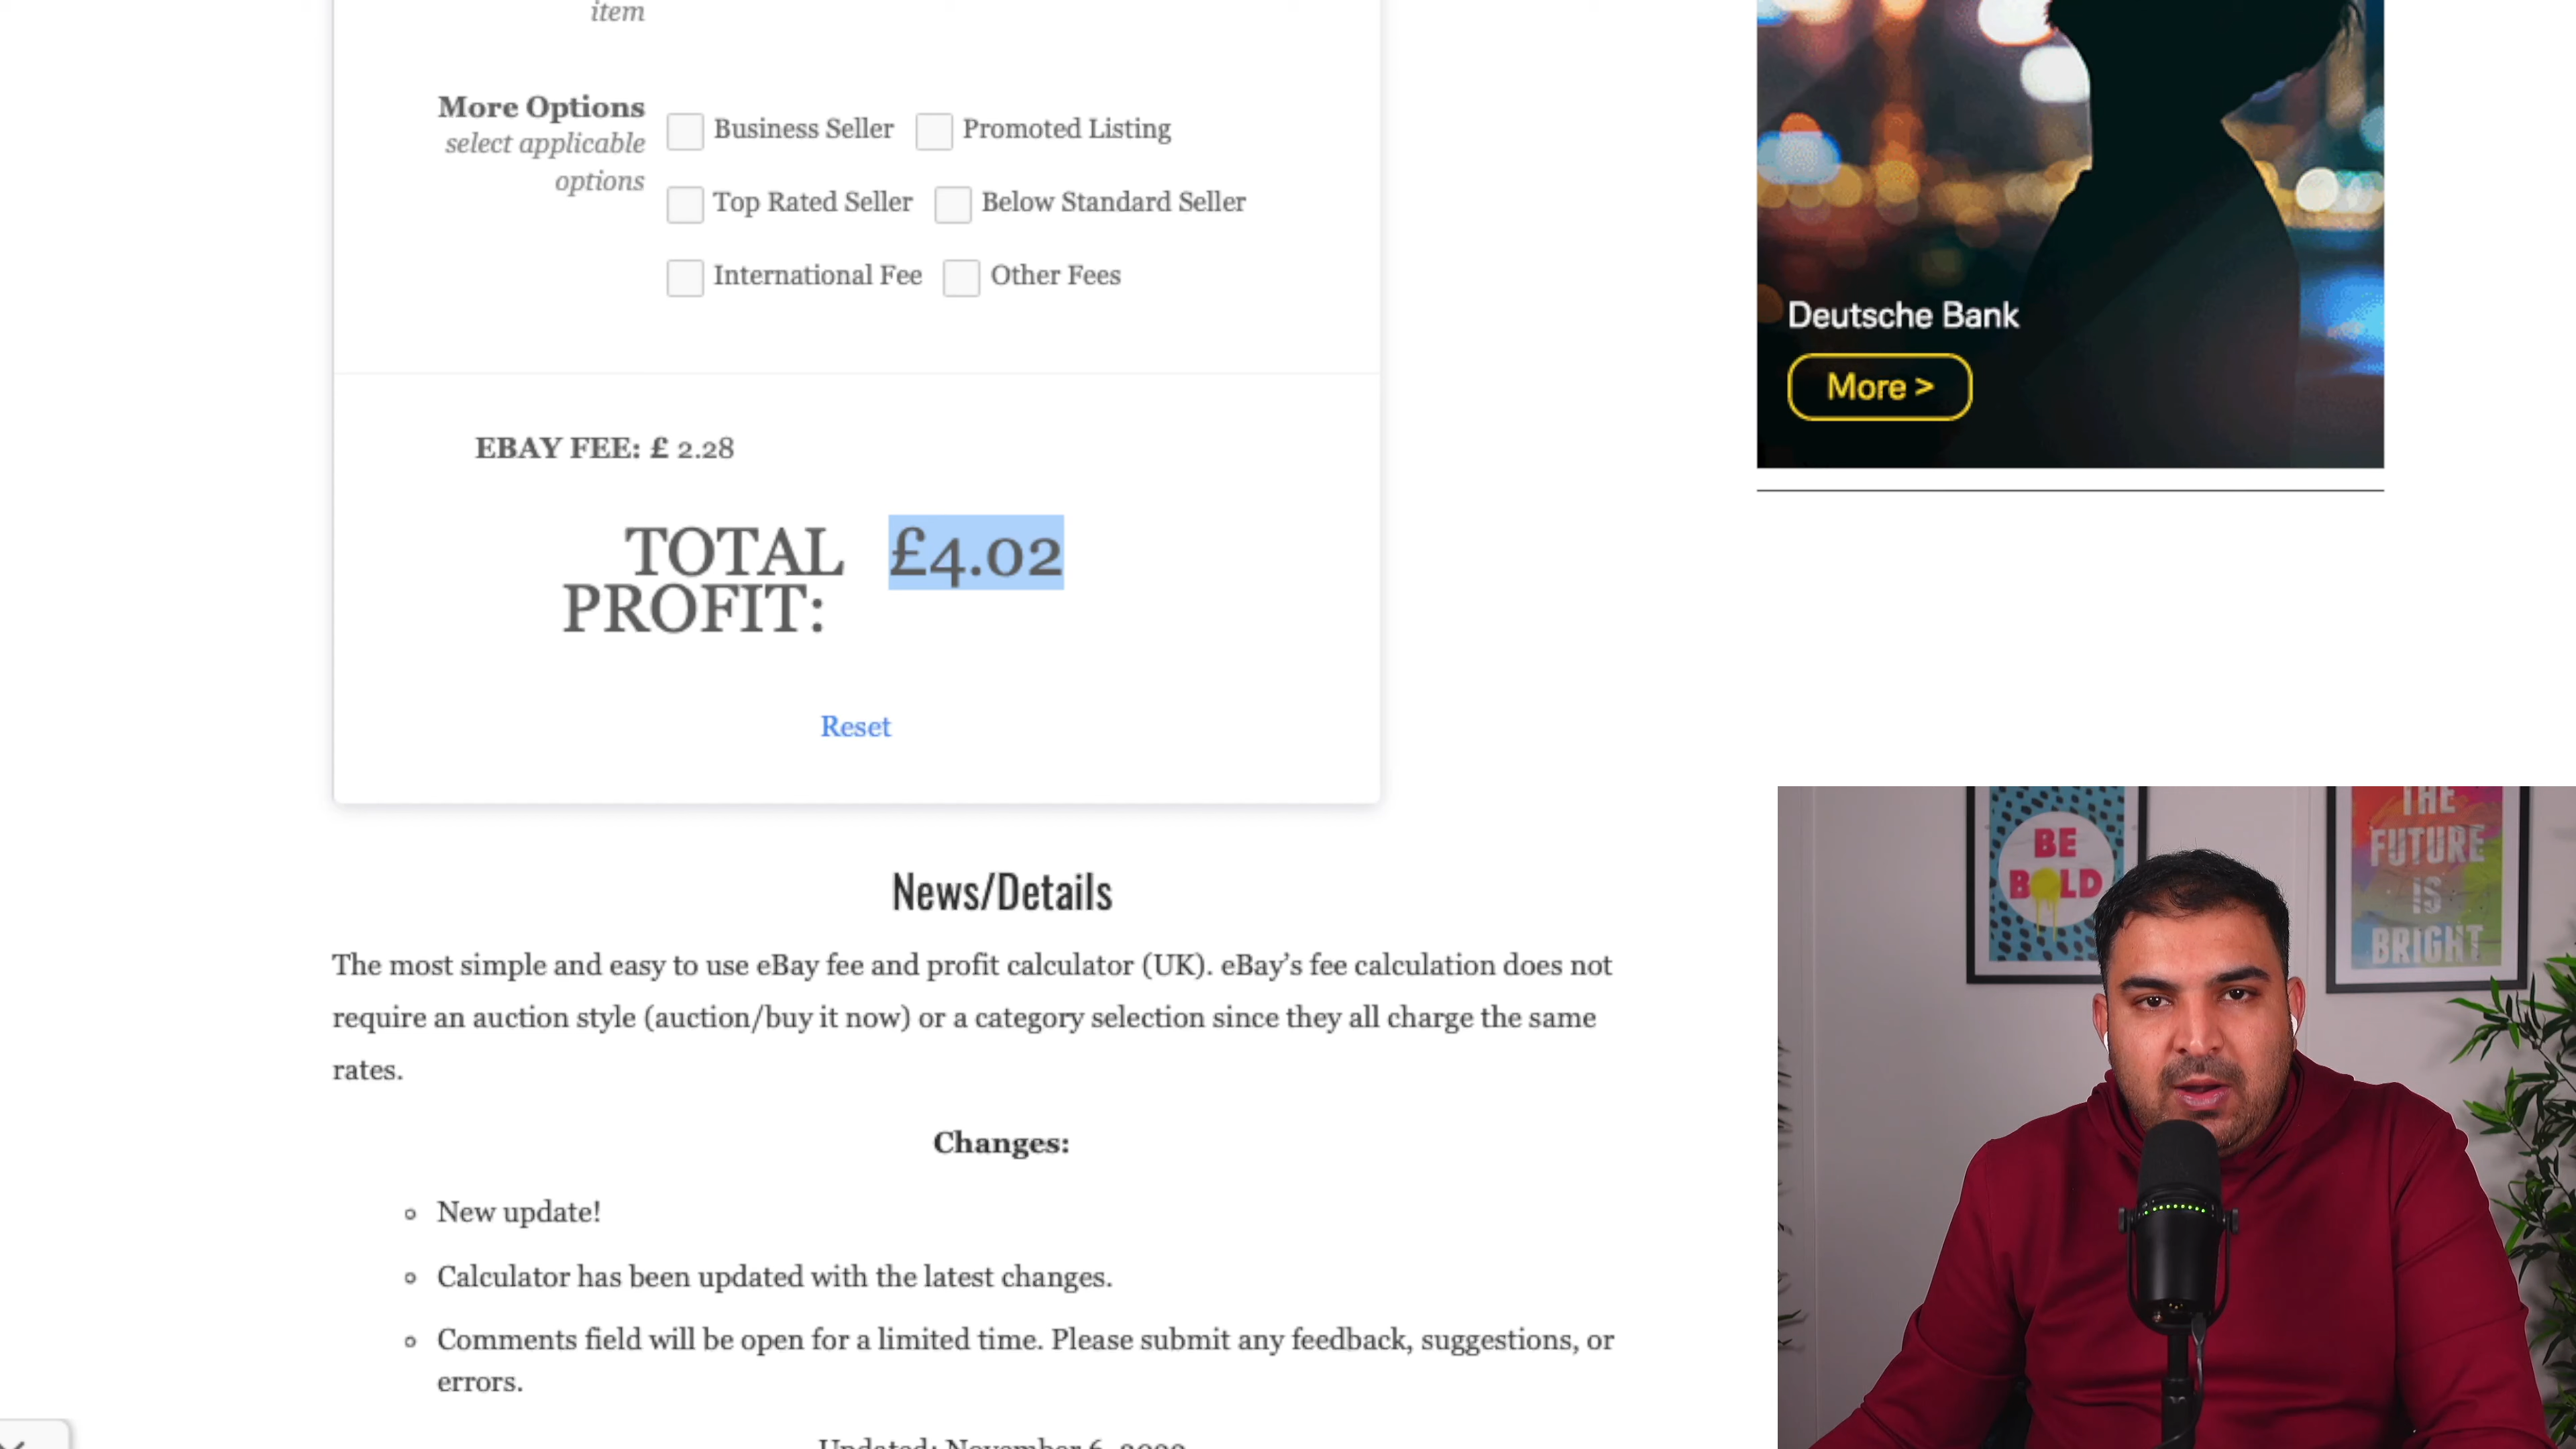 item
More Options
select applicable
options
Business Seller
Promoted Listing
Top Rated Seller
Below Standard Seller
International Fee
Other Fees
EBAY FEE: £ 2.28
TOTAL
PROFIT:
£4.02
Reset
News/Details
The most simple and easy to use eBay fee and profit calculator (UK). eBay's fee calculation does not
require an auction style (auction/buy it now) or a category selection since they all charge the same
rates.
Changes:
New update!
Calculator has been updated with the latest changes.
Comments field will be open for a limited time. Please submit any feedback, suggestions, or
errors.
Updated: November 6,
Deutsche Bank
More >
BE
BOLD
THE
FUTURE
IS
BRIGHT